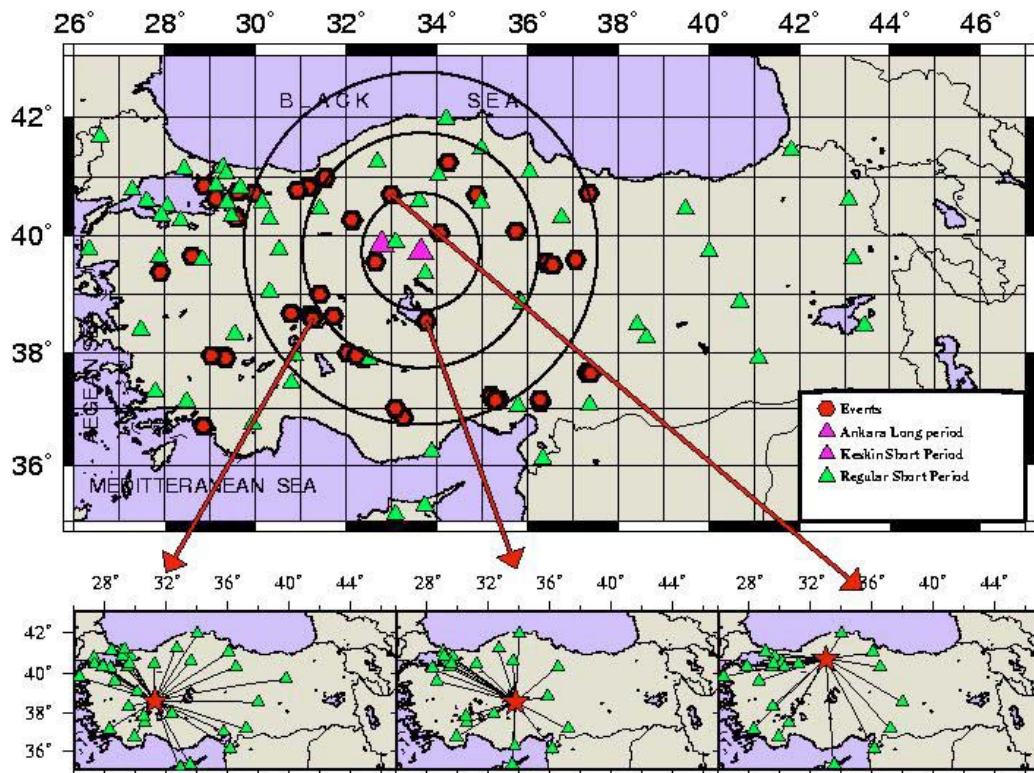 26° 28° 30° 32° 34° 36° 38° 40° 42° 44° 46°
BLACK SEA
42°
40°
38°
36°
AEGEAN SEA
MEDITTERANEAN SEA
Events
Ankara Long period
Keskin Short Period
Regular Short Period
28° 32° 36° 40° 44° 28° 32° 36° 40° 44° 28° 32° 36° 40° 44°
42°
40°
38°
36°